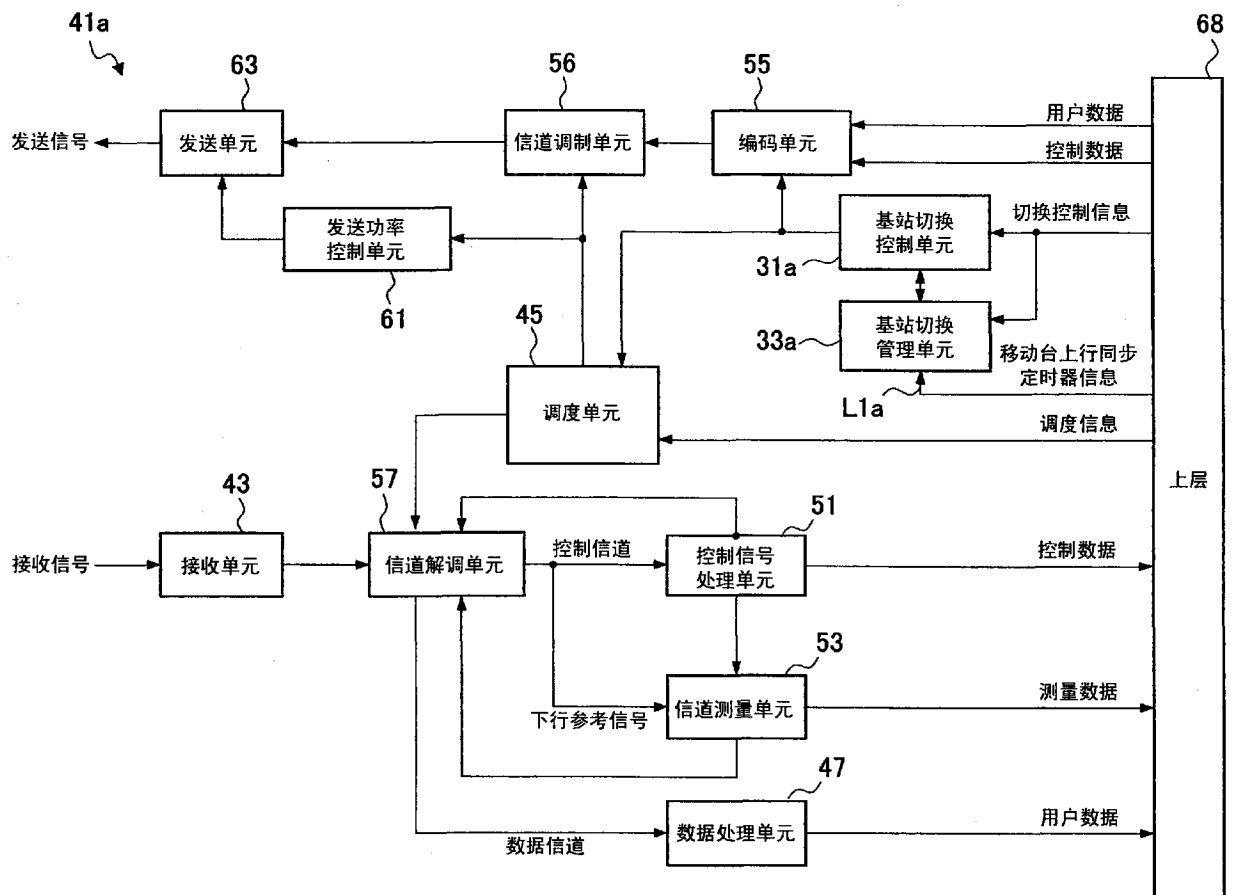 41a
68
63
56
55
用户数据
发送信号
发送单元
信道调制单元
编码单元
控制数据
发送功率
控制单元
61
基站切换
控制单元
31a
切换控制信息
45
33a
基站切换
管理单元
移动台上行同步
定时器信息
L1a
调度单元
调度信息
上层
43
57
51
接收信号
接收单元
信道解调单元
控制信道
控制信号
处理单元
控制数据
53
下行参考信号
信道测量单元
测量数据
47
数据信道
数据处理单元
用户数据